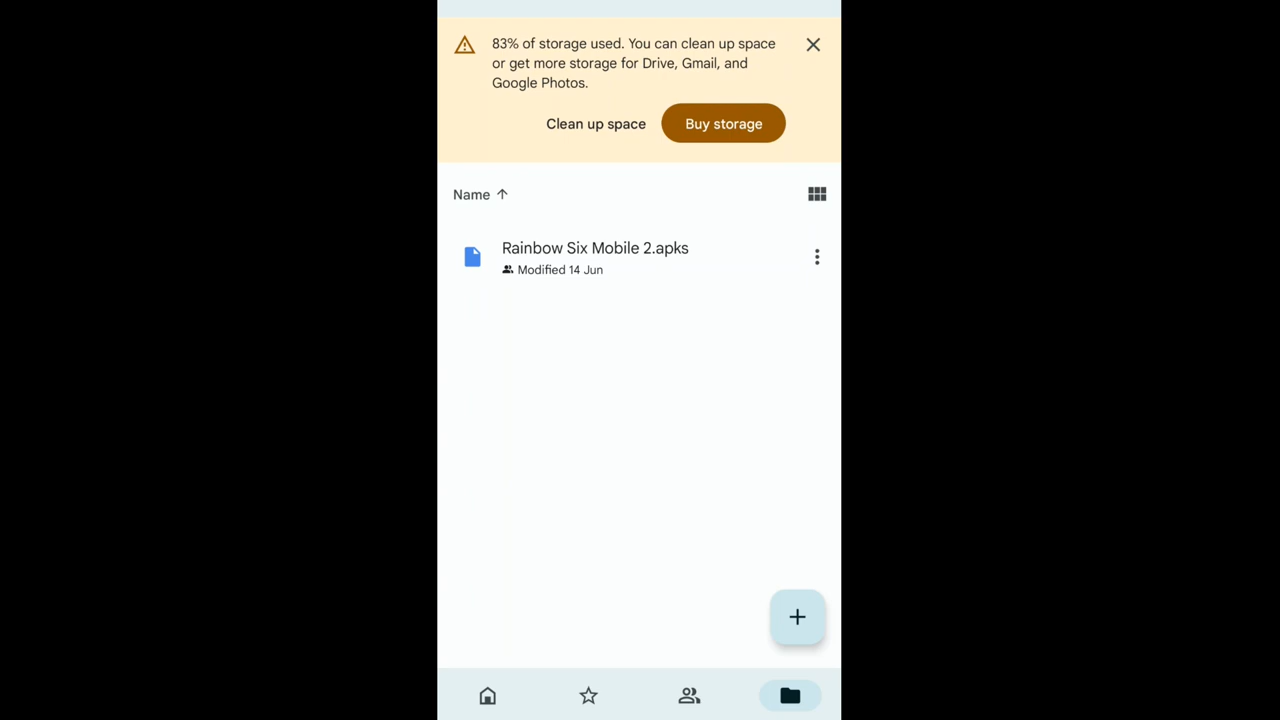 83% of storage used. You can clean up space
or get more storage for Drive, Gmail, and
Google Photos.
Clean up space
Buy storage
Name
Rainbow Six Mobile 2.apks
Modified 14 Jun